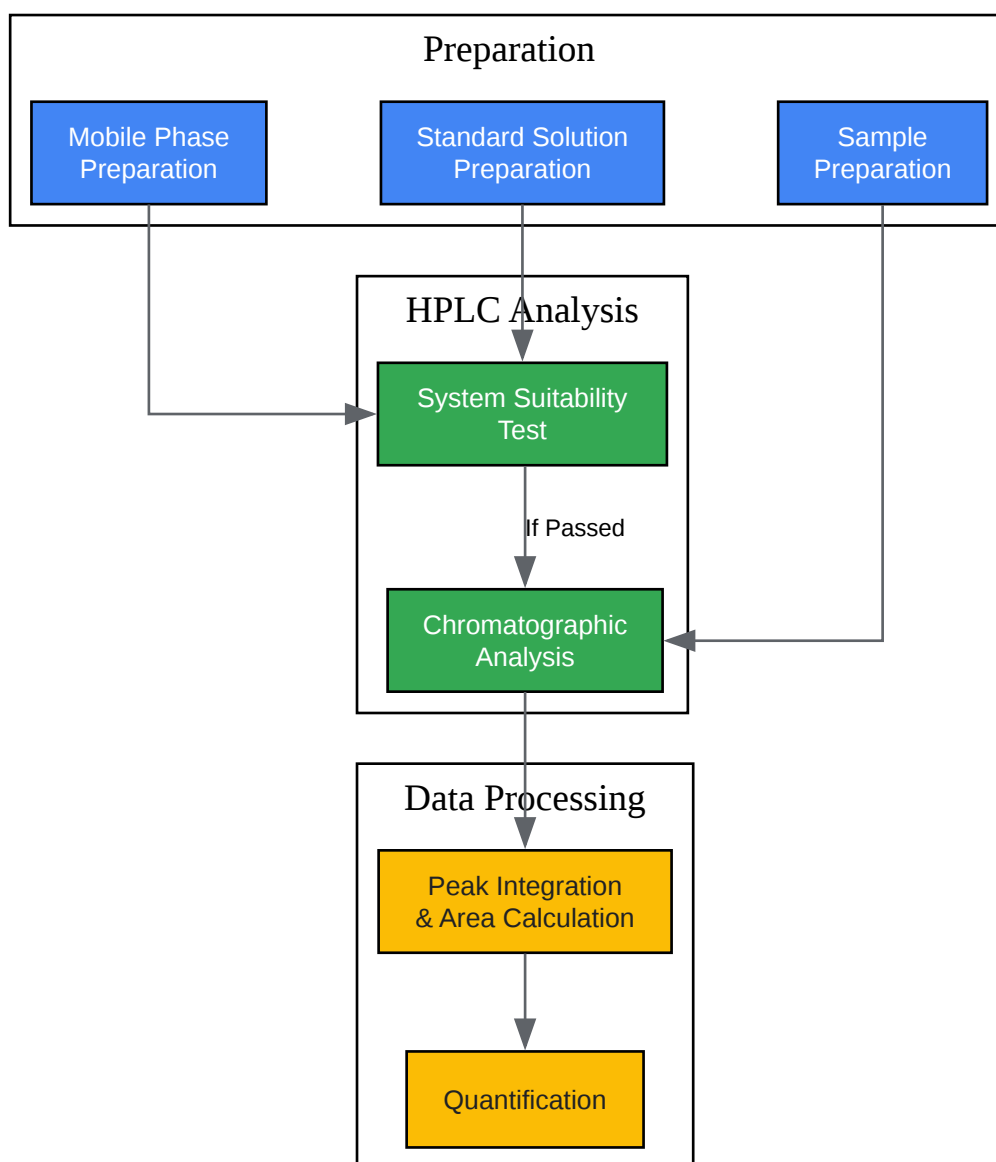 Preparation
Mobile Phase
Preparation
Standard Solution
Preparation
Sample
Preparation
HPLC Analysis
System Suitability
Test
If Passed
Chromatographic
Analysis
Data Processing
Peak Integration
& Area Calculation
Quantification